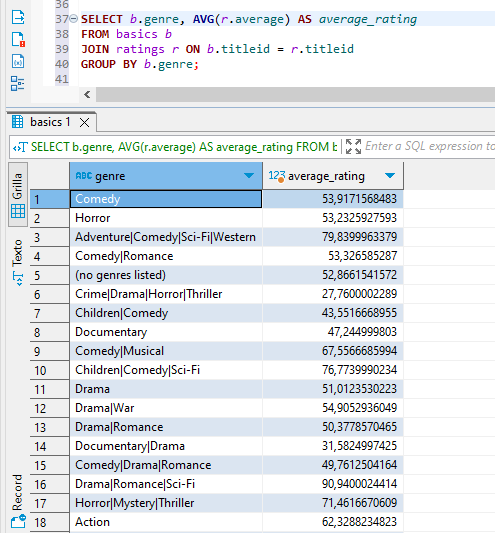 36
37 SELECT b.genre, AVG(r.average) AS average_rating
38 FROM basics b
39 JOIN ratings r ON b.titleid = r.titleid
40 GROUP BY b.genre;
41
basics 1
SELECT b.genre, AVG(r.average) AS average_rating FROM b Enter a SQL expression to
Grilla
Texto
Record
ABC genre 123 average_rating
1 Comedy 53,9171568483
2 Horror 53,2325927593
3 Adventure|Comedy|Sci-Fi|Western 79,8399963379
4 Comedy|Romance 53,326585287
5 (no genres listed) 52,8661541572
6 Crime|Drama|Horror|Thriller 27,7600002289
7 Children|Comedy 43,5516668955
8 Documentary 47,244999803
9 Comedy|Musical 67,5566685994
10 Children|Comedy|Sci-Fi 76,7739990234
11 Drama 51,0123530223
12 Drama|War 54,9052936049
13 Drama|Romance 50,3778570465
14 Documentary|Drama 31,5824997425
15 Comedy|Drama|Romance 49,7612504164
16 Drama|Romance|Sci-Fi 90,9400024414
17 Horror|Mystery|Thriller 71,4616670609
18 Action 62,3288234823